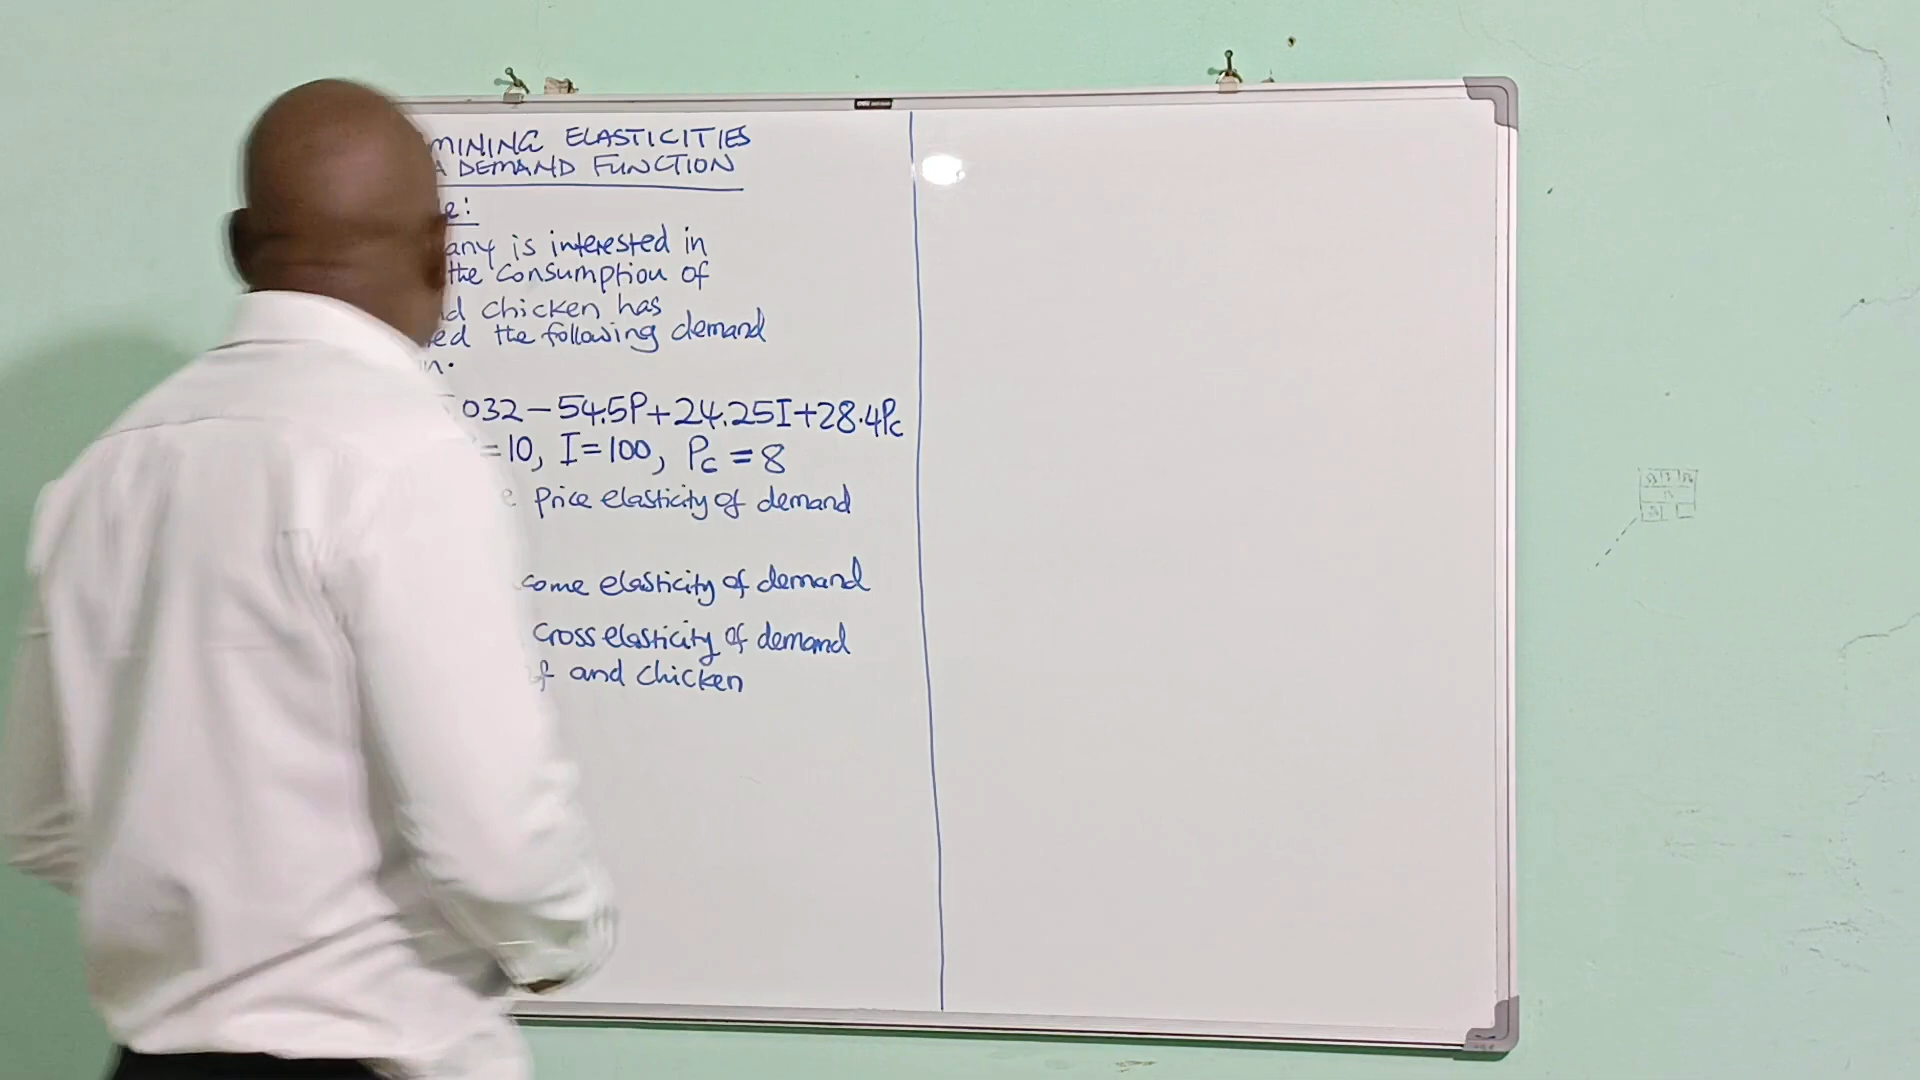 MINING ELASTICITIES
A DEMAND FUNCTION
e:
any is interested in
the consumption of
d chicken has
ed the following demand
n.
5032-54.5P+24.25I+28.4Pc
=10, I=100, Pc=8
e price elasticity of demand
come elasticity of demand
cross elasticity of demand
ef and chicken